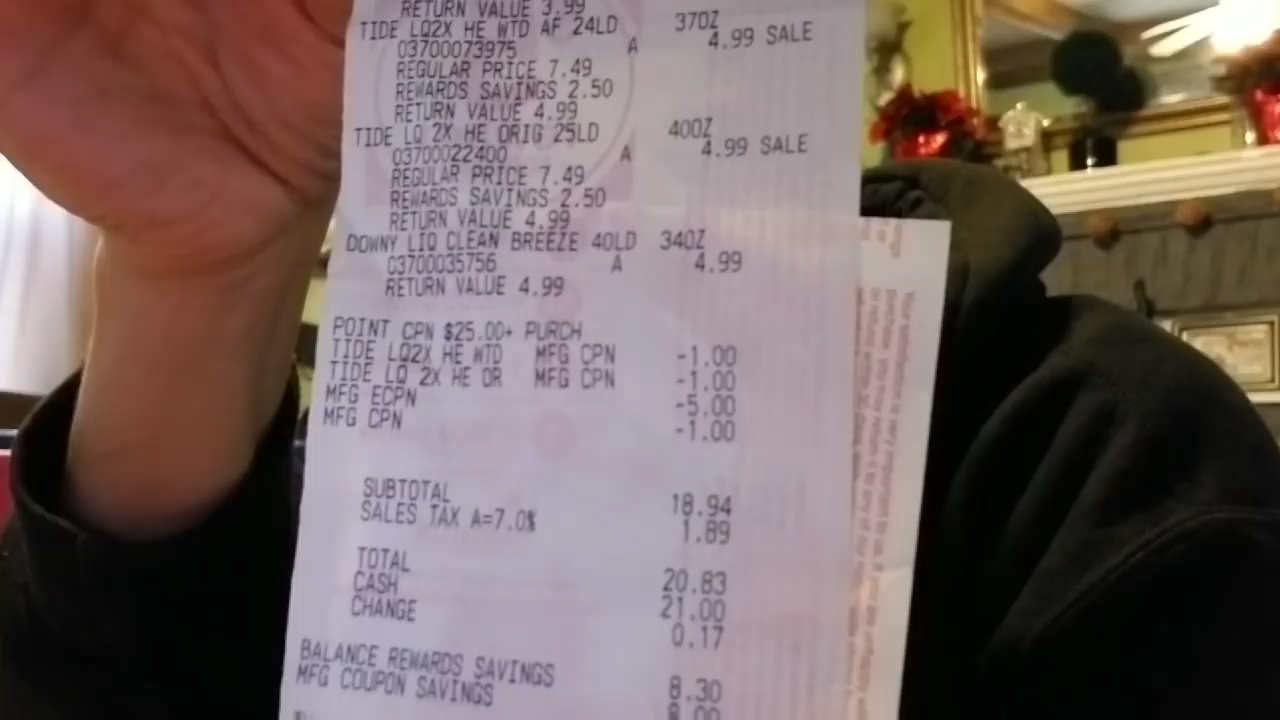 RETURN VALUE 3.99
TIDE LQ2X HE WTD AF 24LD 37OZ
03700073975 A 4.99 SALE
REGULAR PRICE 7.49
REWARDS SAVINGS 2.50
RETURN VALUE 4.99
TIDE LQ 2X HE ORIG 25LD 40OZ
03700022400 A 4.99 SALE
REGULAR PRICE 7.49
REWARDS SAVINGS 2.50
RETURN VALUE 4.99
DOWNY LIQ CLEAN BREEZE 40LD 34OZ
03700035756 A 4.99
RETURN VALUE 4.99
POINT CPN $25.00+ PURCH
TIDE LQ2X HE WTD MFG CPN -1.00
TIDE LQ 2X HE OR MFG CPN -1.00
MFG ECPN -5.00
MFG CPN -1.00
SUBTOTAL 18.94
SALES TAX A=7.0% 1.89
TOTAL 20.83
CASH 21.00
CHANGE 0.17
BALANCE REWARDS SAVINGS 8.30
MFG COUPON SAVINGS 8.00